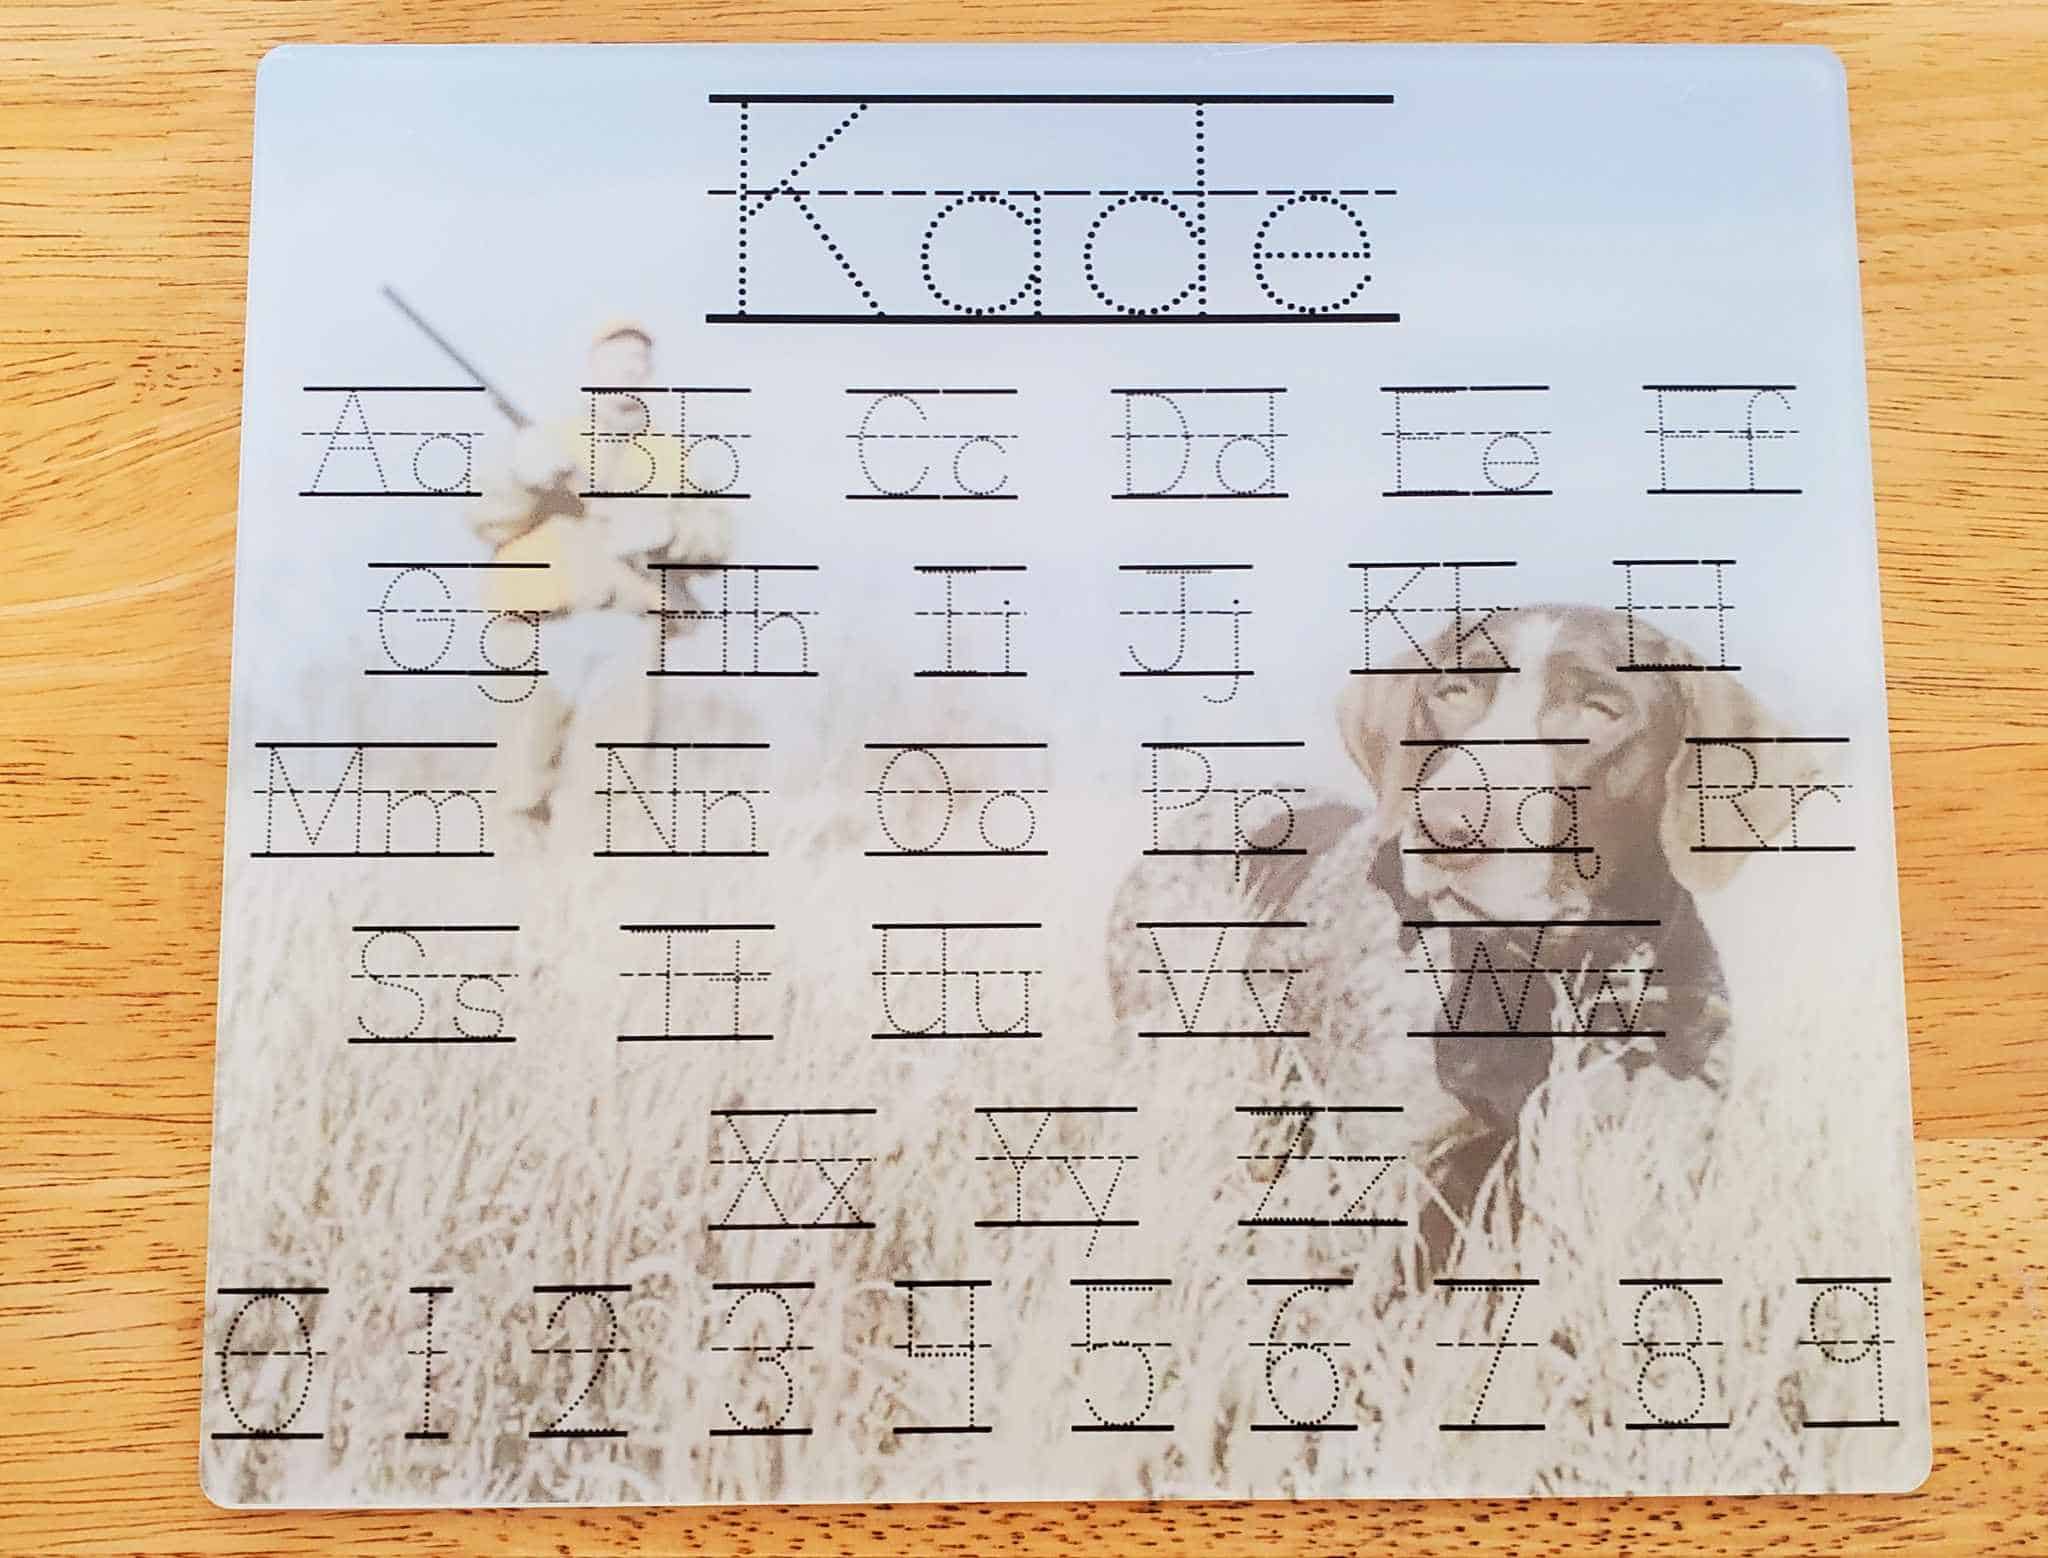 Kade
Aa Bb Cc Dd Ee Ff
Gg Hh Ii Jj Kk Ll
Mm Nn Oo Pp Qq Rr
Ss Tt Uu Vv Ww
Xx Yy Zz
0 1 2 3 4 5 6 7 8 9